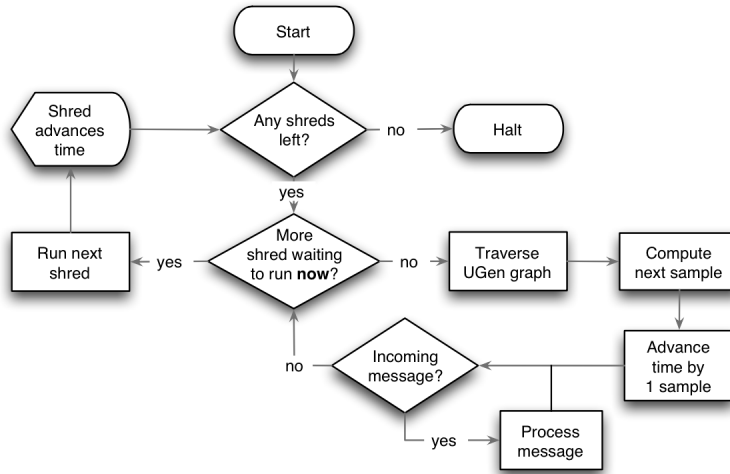 Start
Shred
advances
time
Any shreds
left?
no
Halt
yes
Run next
shred
yes
More
shred waiting
to run now?
no
Traverse
UGen graph
Compute
next sample
no
Incoming
message?
Advance
time by
1 sample
yes
Process
message